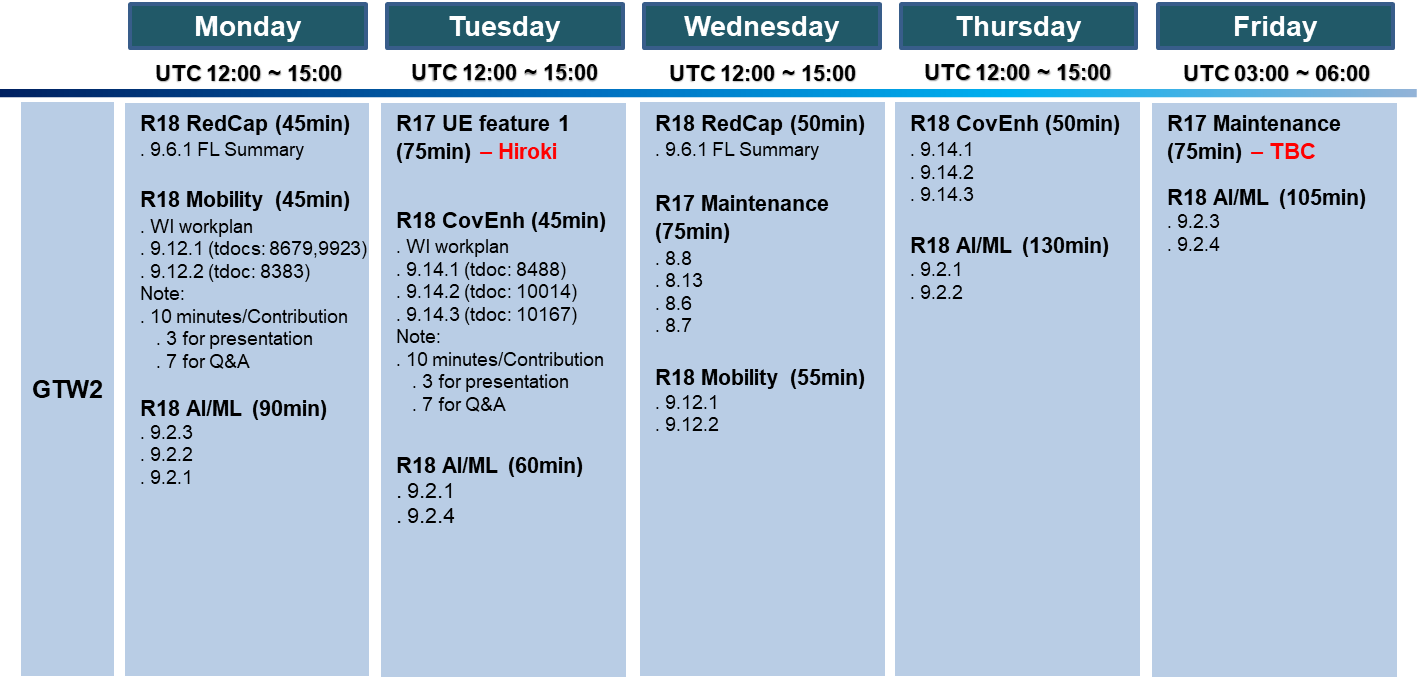 Monday
Tuesday
Wednesday
Thursday
Friday
UTC 12:00 ~ 15:00
UTC 12:00 ~ 15:00
UTC 12:00 ~ 15:00
UTC 12:00 ~ 15:00
UTC 03:00 ~ 06:00
GTW2
R18 RedCap (45min)
. 9.6.1 FL Summary
R18 Mobility (45min)
. WI workplan
. 9.12.1 (tdocs: 8679,9923)
. 9.12.2 (tdoc: 8383)
Note:
. 10 minutes/Contribution
. 3 for presentation
. 7 for Q&A
R18 AI/ML (90min)
. 9.2.3
. 9.2.2
. 9.2.1
R17 UE feature 1
(75min) – Hiroki
R18 CovEnh (45min)
. WI workplan
. 9.14.1 (tdoc: 8488)
. 9.14.2 (tdoc: 10014)
. 9.14.3 (tdoc: 10167)
Note:
. 10 minutes/Contribution
. 3 for presentation
. 7 for Q&A
R18 AI/ML (60min)
. 9.2.1
. 9.2.4
R18 RedCap (50min)
. 9.6.1 FL Summary
R17 Maintenance
(75min)
. 8.8
. 8.13
. 8.6
. 8.7
R18 Mobility (55min)
. 9.12.1
. 9.12.2
R18 CovEnh (50min)
. 9.14.1
. 9.14.2
. 9.14.3
R18 AI/ML (130min)
. 9.2.1
. 9.2.2
R17 Maintenance
(75min) – TBC
R18 AI/ML (105min)
. 9.2.3
. 9.2.4